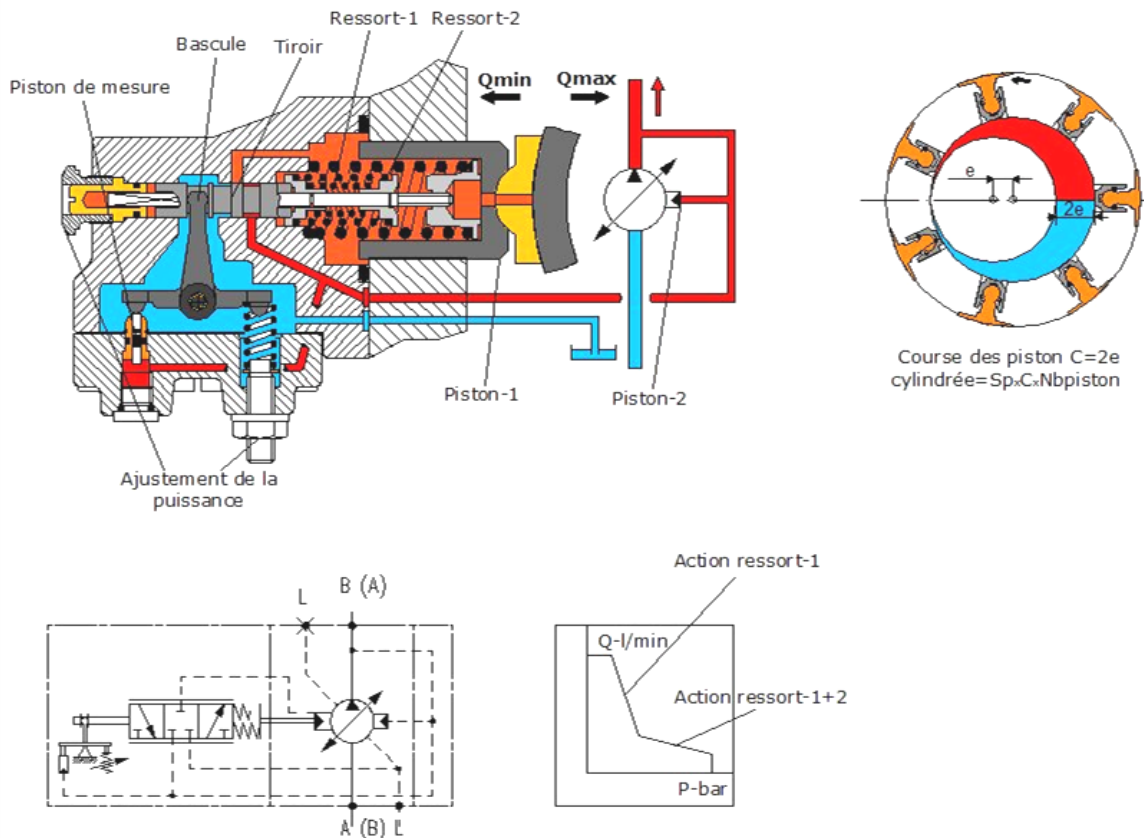 Ressort-1 Ressort-2
Bascule
Tiroir
Piston de mesure
Qmin Qmax
e
2e
Piston-1
Piston-2
Course des piston C=2e
cylindrée=SpxCxNbpiston
Ajustement de la
puissance
B (A)
L
A (B) L
Action ressort-1
Q-l/min
Action ressort-1+2
P-bar